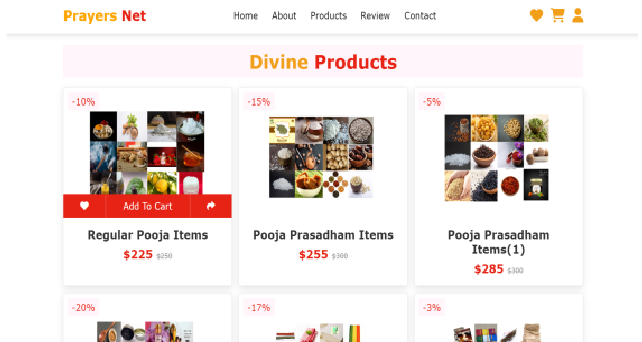 Prayers Net
Home About Products Review Contact
Divine Products
-10%
-15%
-5%
Add To Cart
Regular Pooja Items
$225 $250
Pooja Prasadham Items
$255 $300
Pooja Prasadham
Items(1)
$285 $300
-20%
-17%
-3%